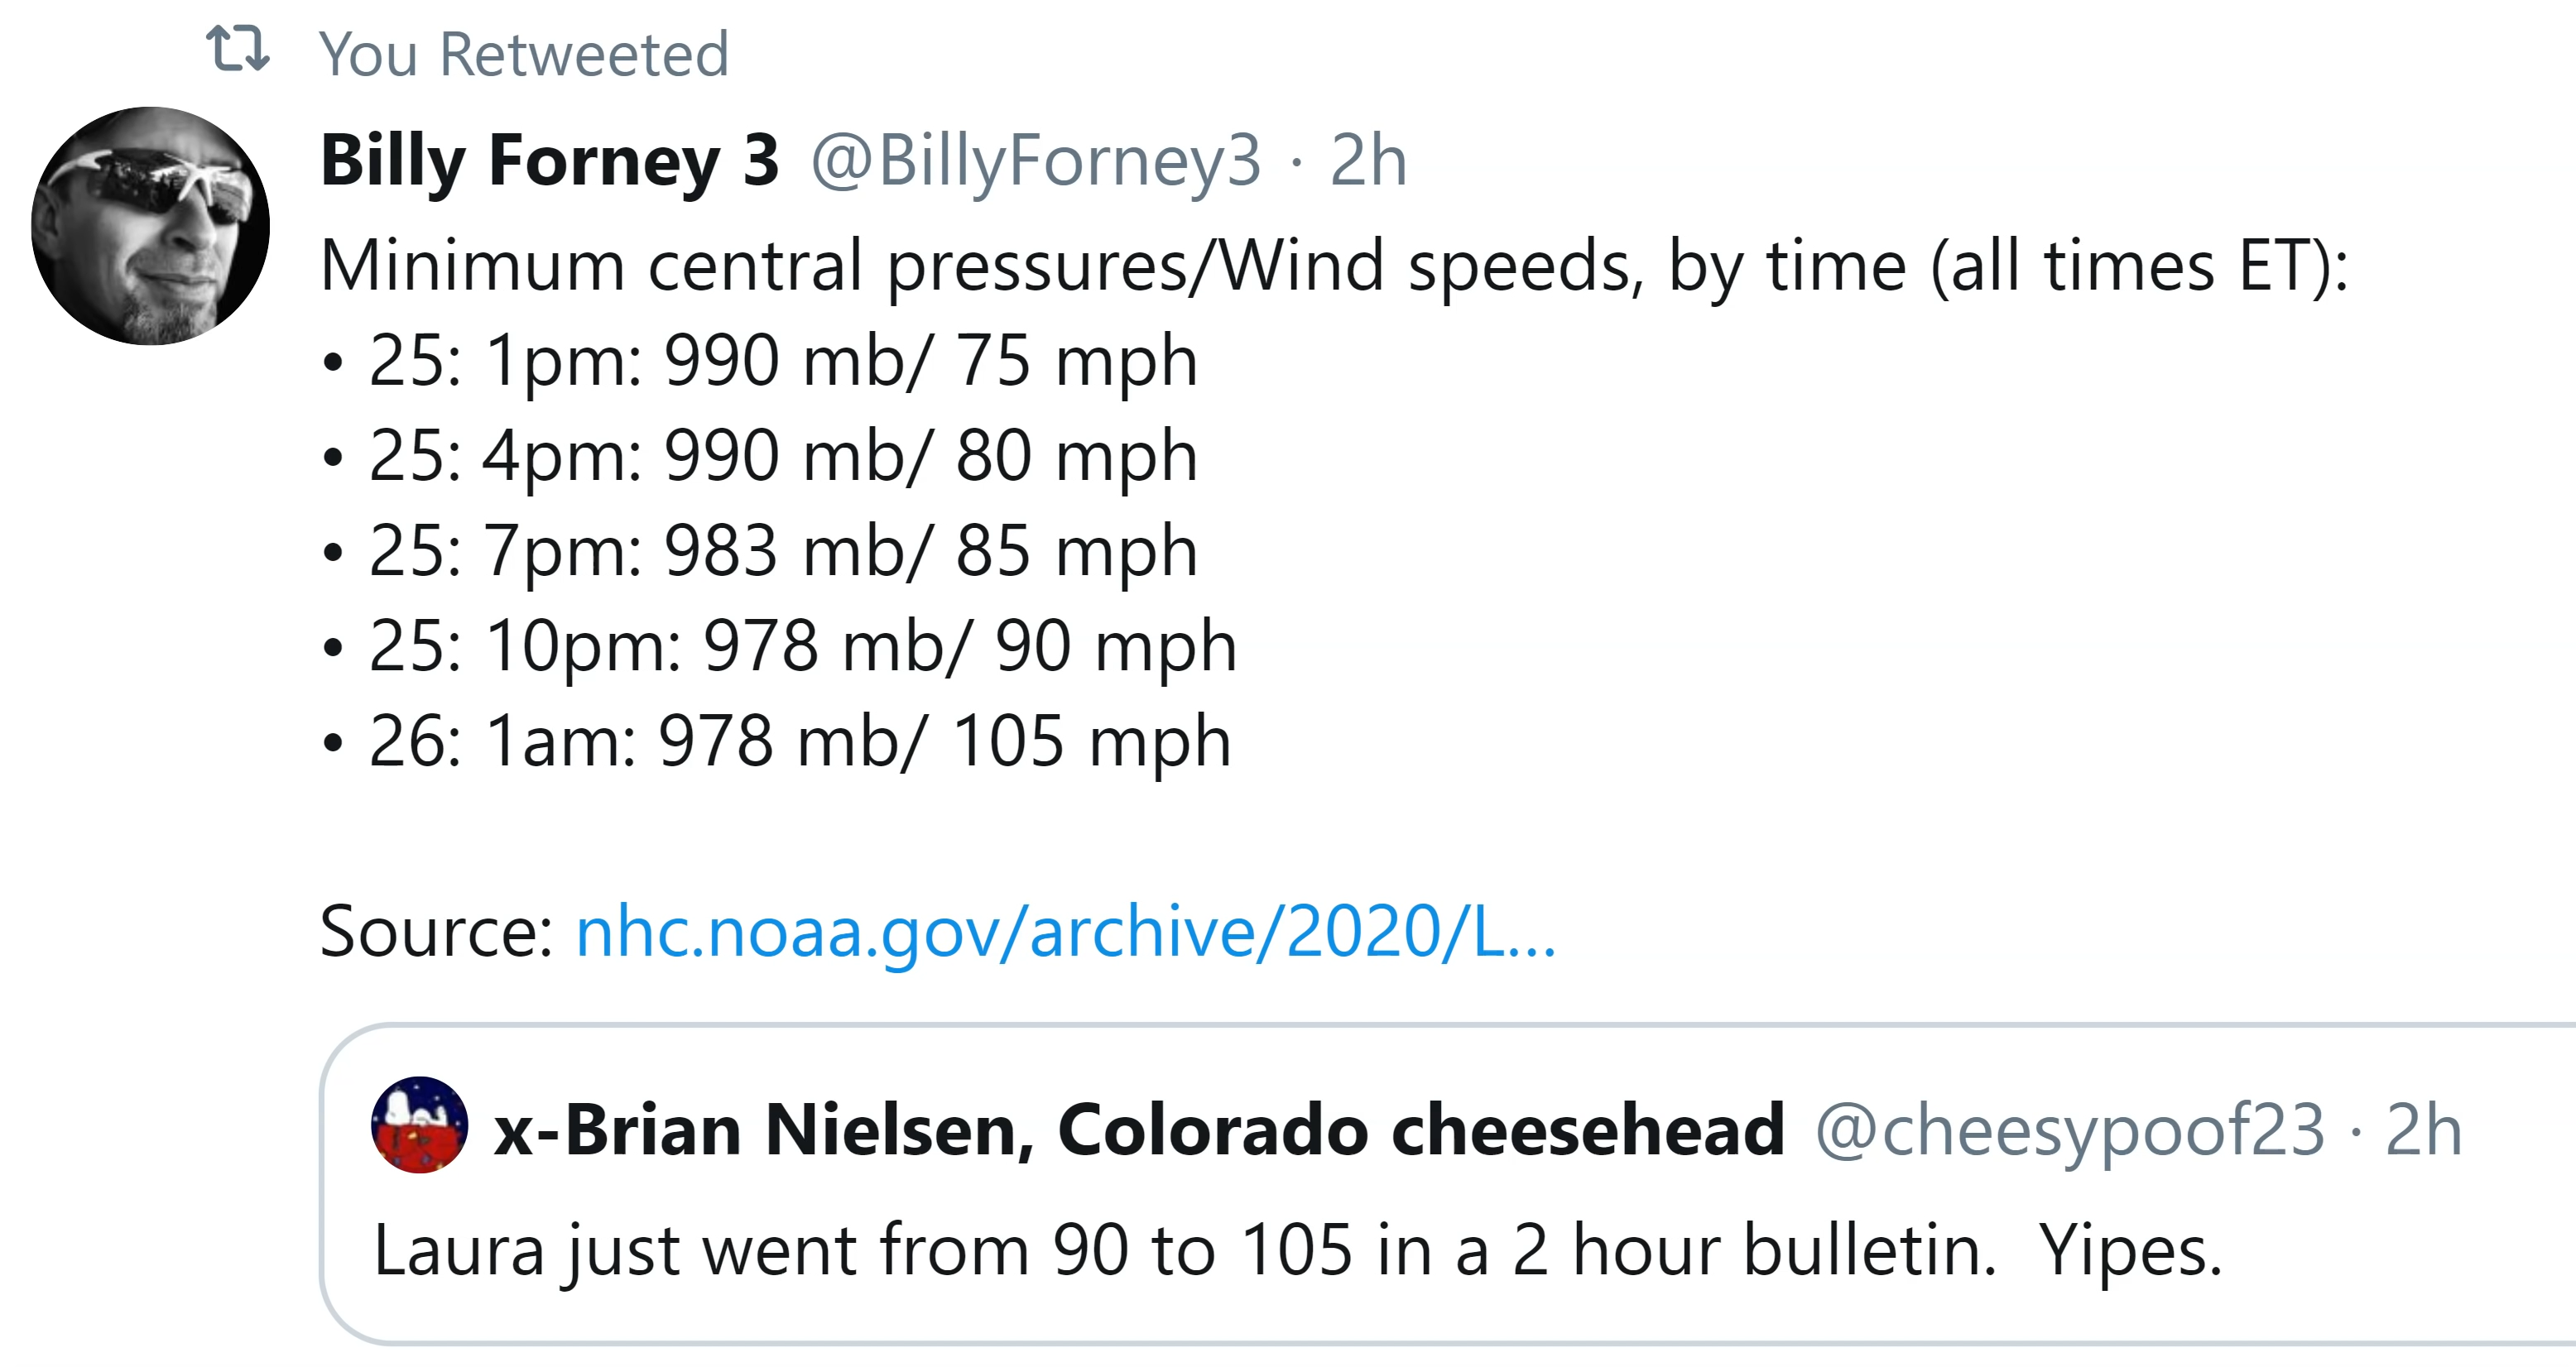 You Retweeted
Billy Forney 3 @BillyForney3 · 2h
Minimum central pressures/Wind speeds, by time (all times ET):
• 25: 1pm: 990 mb/ 75 mph
• 25: 4pm: 990 mb/ 80 mph
• 25: 7pm: 983 mb/ 85 mph
• 25: 10pm: 978 mb/ 90 mph
• 26: 1am: 978 mb/ 105 mph
Source: nhc.noaa.gov/archive/2020/L...
x-Brian Nielsen, Colorado cheesehead @cheesypoof23 · 2h
Laura just went from 90 to 105 in a 2 hour bulletin.  Yipes.